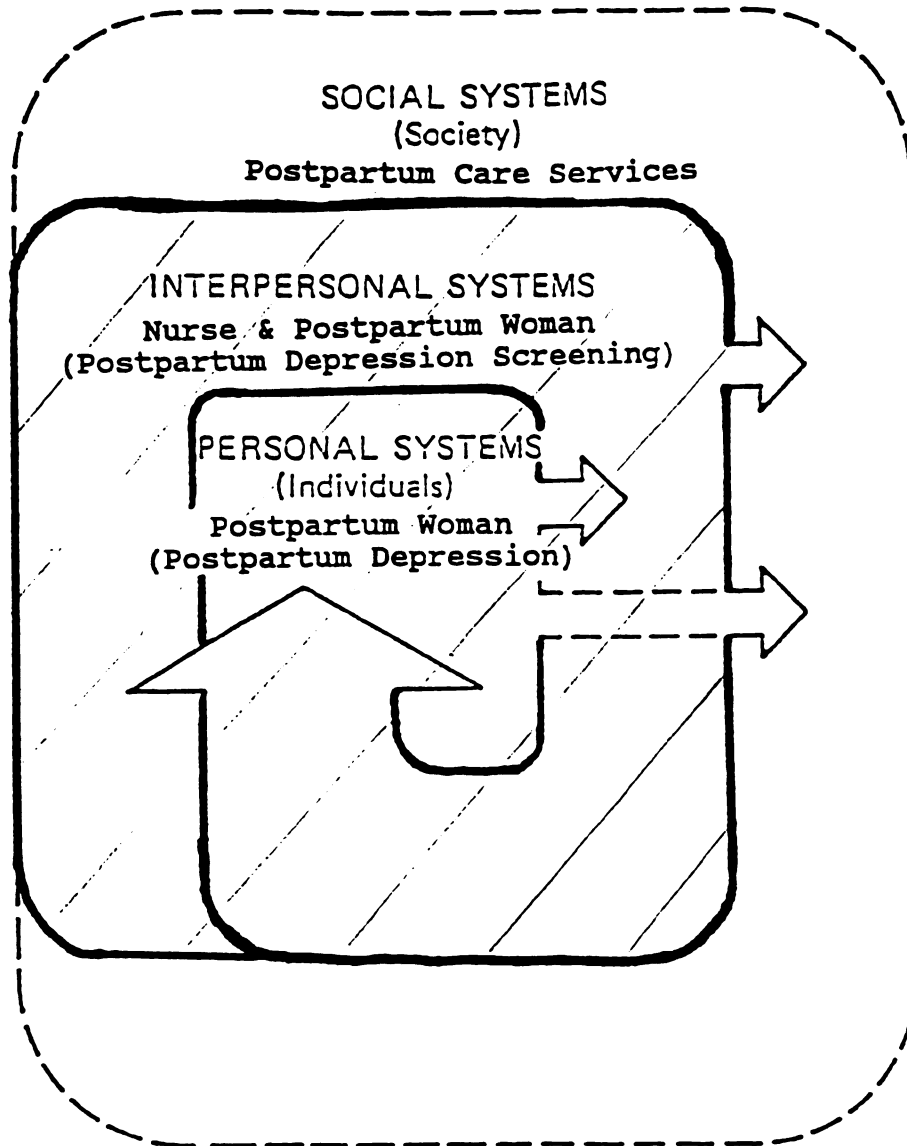 SOCIAL SYSTEMS
(Society)
Postpartum Care Services
INTERPERSONAL SYSTEMS
Nurse & Postpartum Woman
(Postpartum Depression Screening)
PERSONAL SYSTEMS
(Individuals)
Postpartum Woman
(Postpartum Depression)